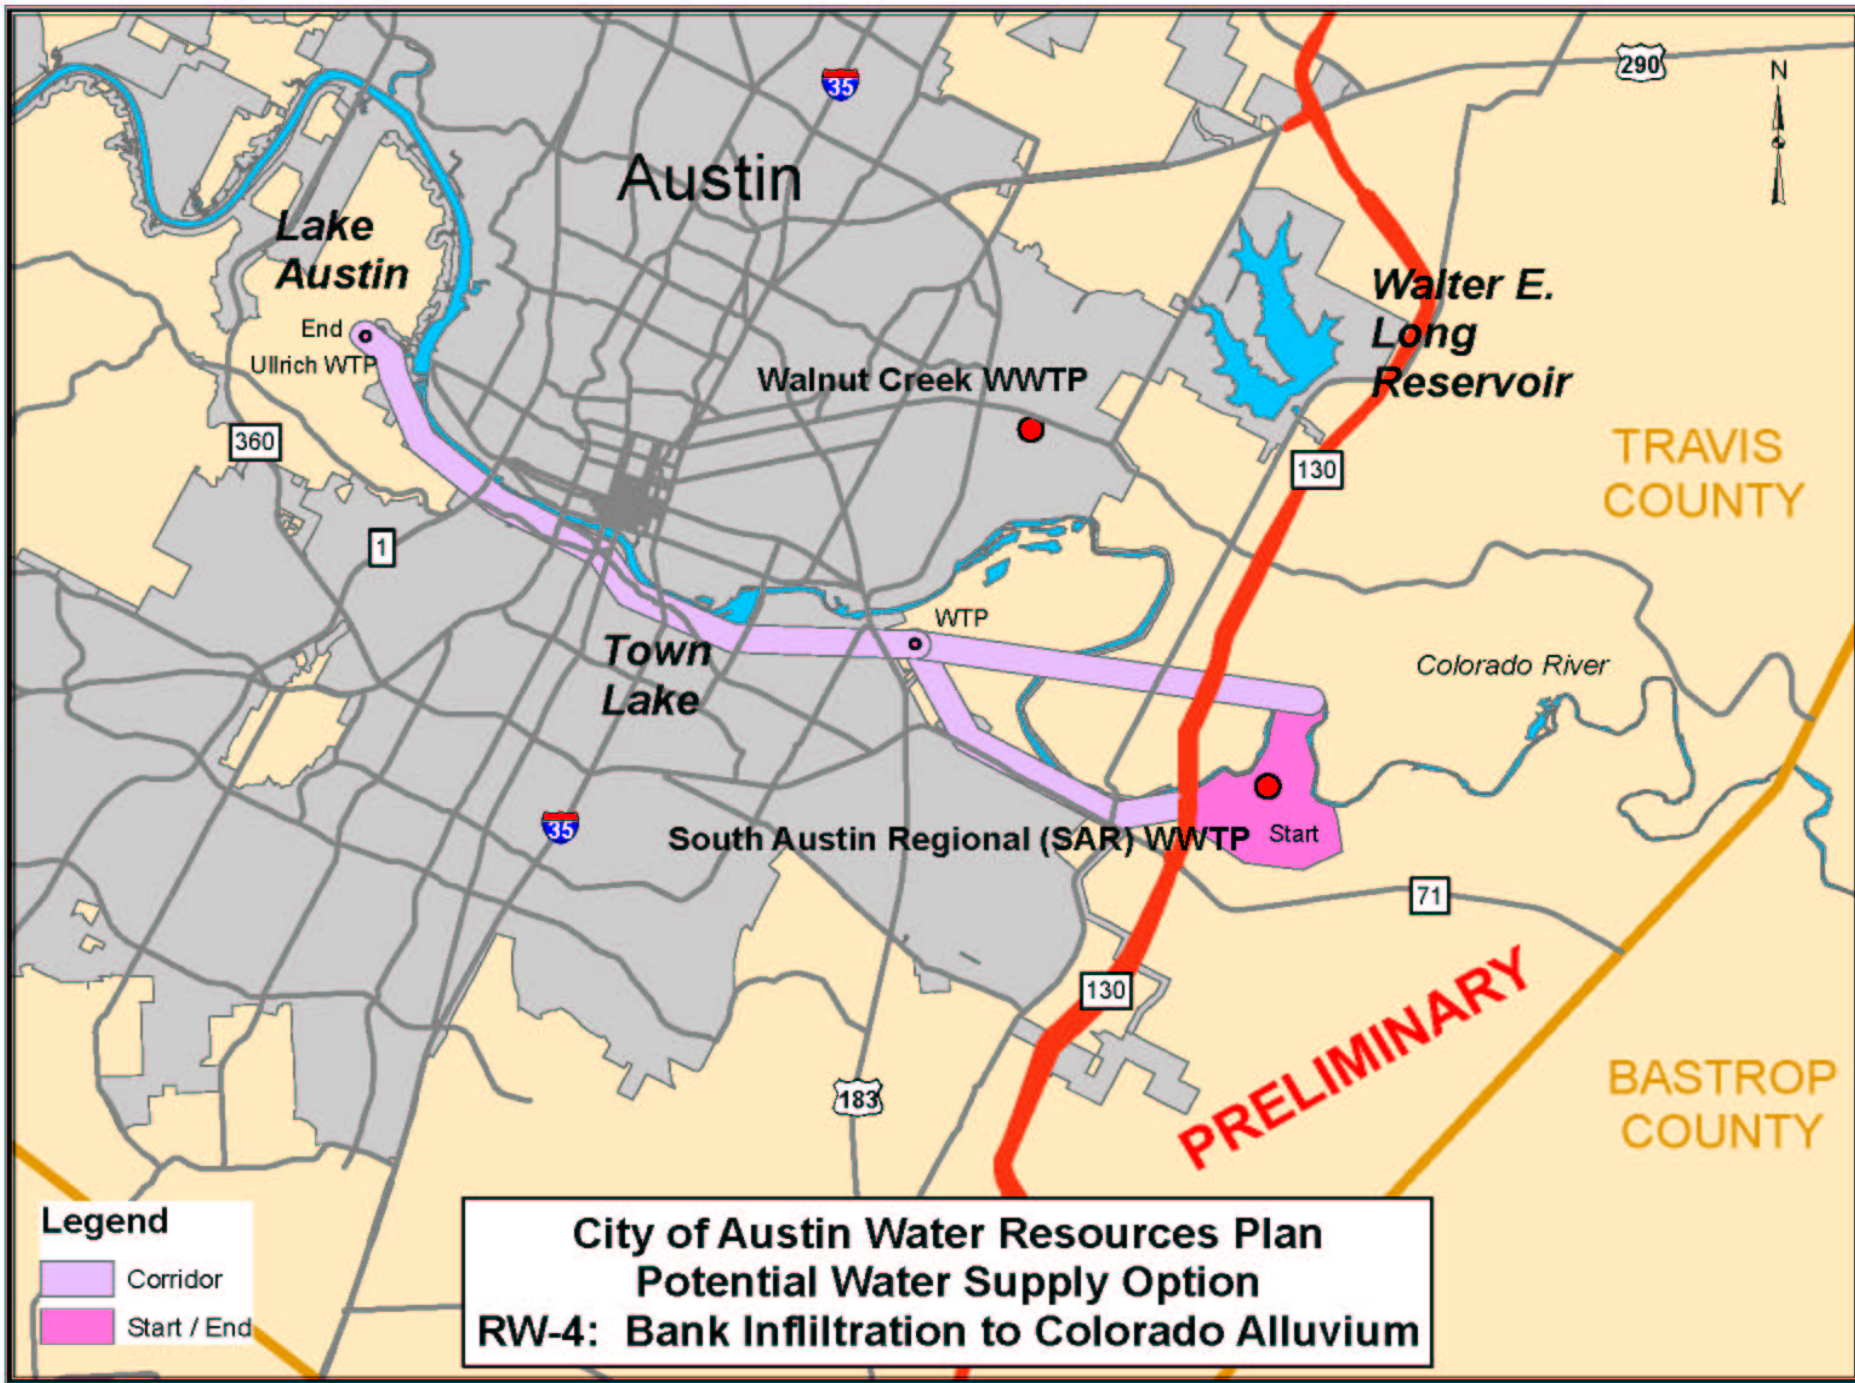 35
290
N
Austin
Lake
Austin
Walter E.
Long
Reservoir
End
Ullrich WTP
Walnut Creek WWTP
360
130
TRAVIS
COUNTY
1
WTP
Town
Lake
Colorado River
35
South Austin Regional (SAR) WWTP
Start
71
130
PRELIMINARY
183
BASTROP
COUNTY
Legend
Corridor
Start / End
City of Austin Water Resources Plan
Potential Water Supply Option
RW-4: Bank Infliltration to Colorado Alluvium